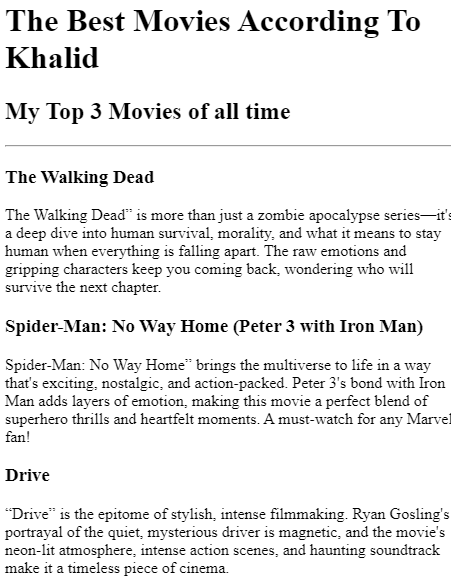 The Best Movies According To
Khalid
My Top 3 Movies of all time
The Walking Dead
The Walking Dead” is more than just a zombie apocalypse series—it's
a deep dive into human survival, morality, and what it means to stay
human when everything is falling apart. The raw emotions and
gripping characters keep you coming back, wondering who will
survive the next chapter.
Spider-Man: No Way Home (Peter 3 with Iron Man)
Spider-Man: No Way Home” brings the multiverse to life in a way
that's exciting, nostalgic, and action-packed. Peter 3's bond with Iron
Man adds layers of emotion, making this movie a perfect blend of
superhero thrills and heartfelt moments. A must-watch for any Marvel
fan!
Drive
“Drive” is the epitome of stylish, intense filmmaking. Ryan Gosling's
portrayal of the quiet, mysterious driver is magnetic, and the movie's
neon-lit atmosphere, intense action scenes, and haunting soundtrack
make it a timeless piece of cinema.